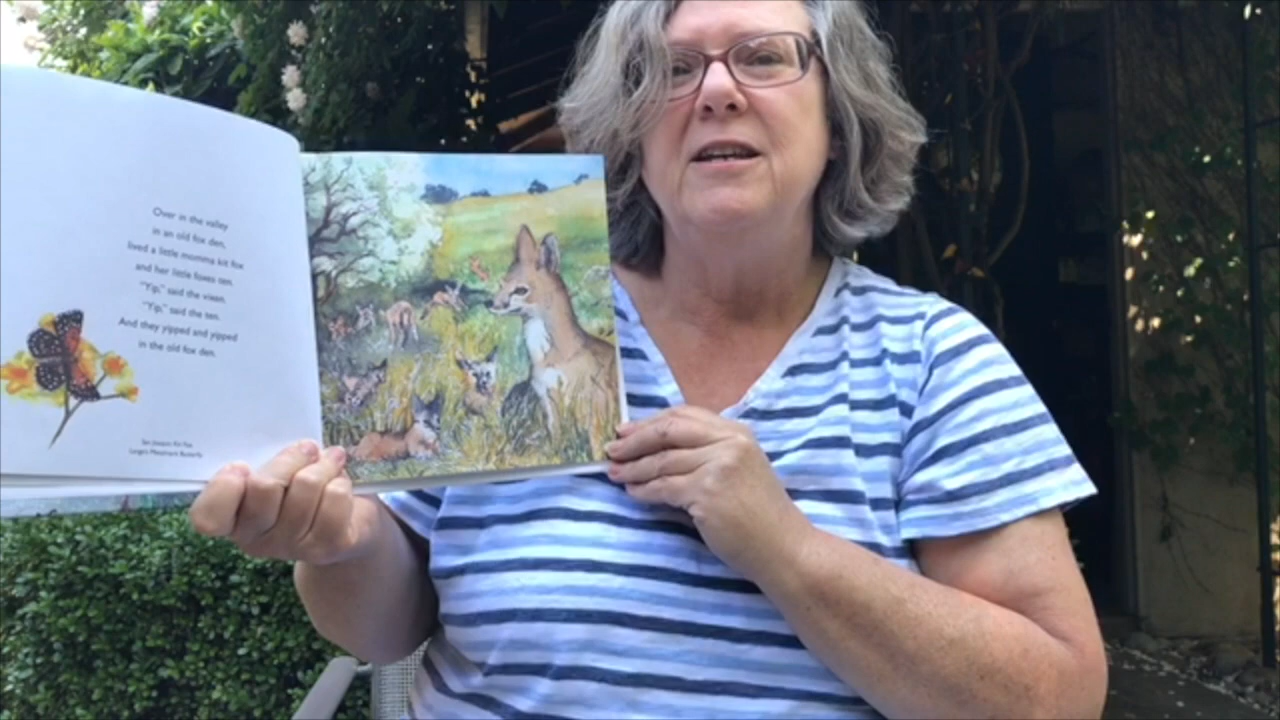 Over in the valley
in an old fox den,
lived a little momma kit fox
and her little foxes ten.
"Yip," said the vixen.
"Yip," said the ten.
And they yipped and yipped
in the old fox den.
San Joaquin Kit Fox
Lange's Metalmark Butterfly